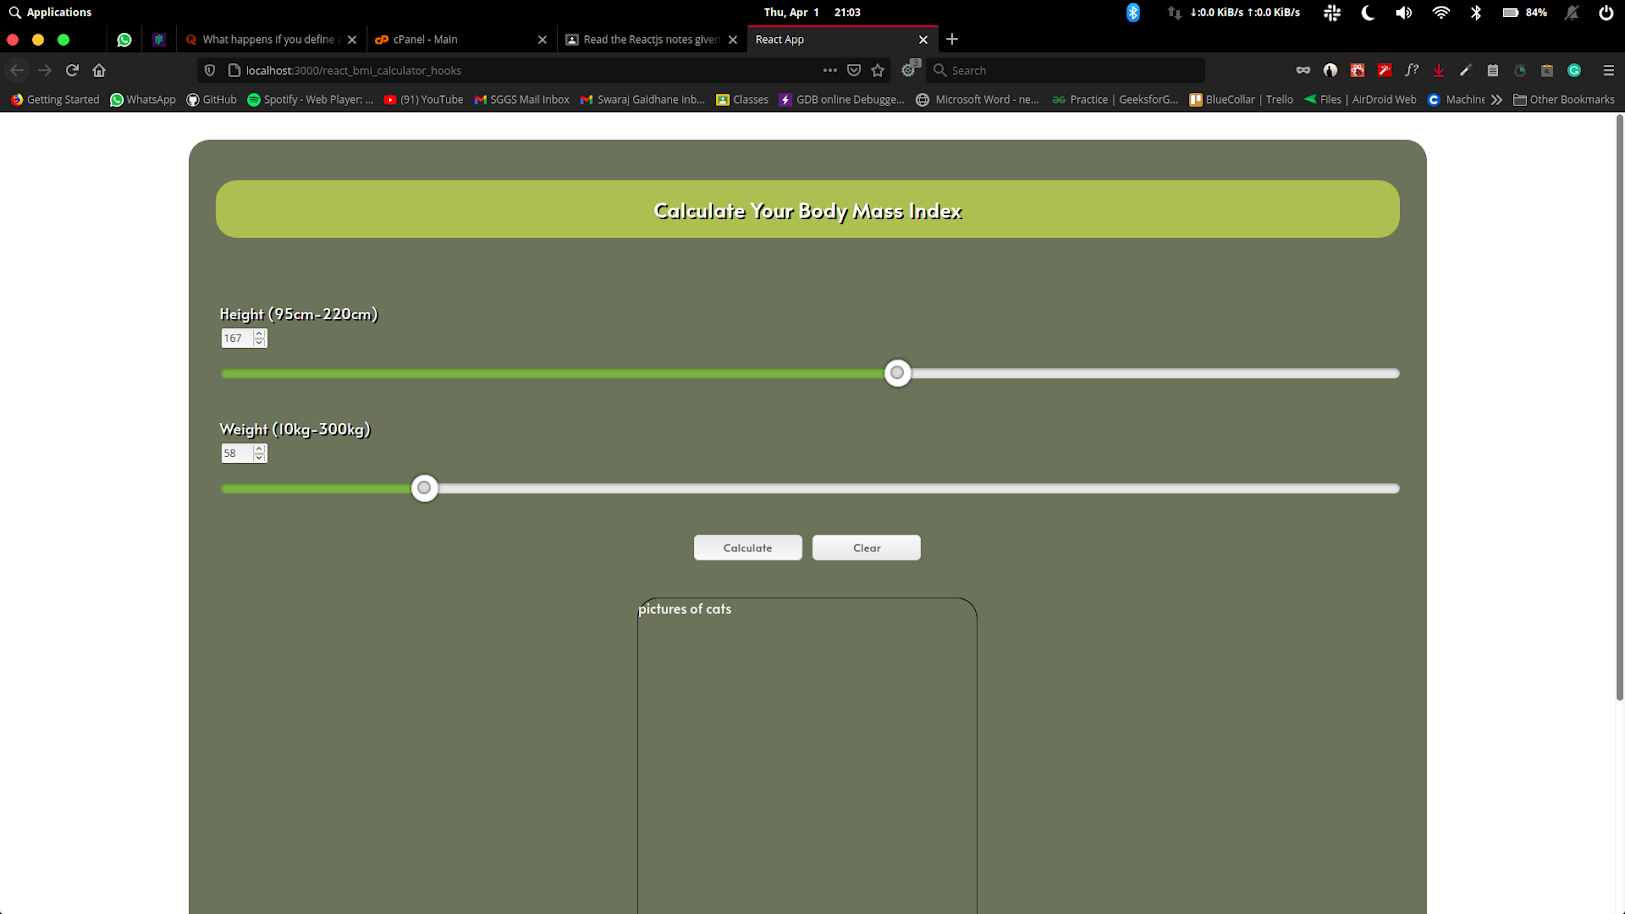 Applications
Thu, Apr 1 21:03
↓:0.0 KiB/s ↑:0.0 KiB/s
84%
What happens if you define a
cPanel - Main
Read the Reactjs notes given
React App
localhost:3000/react_bmi_calculator_hooks
3
Search
f?
Getting Started
WhatsApp
GitHub
Spotify - Web Player: ...
(91) YouTube
SGGS Mail Inbox
Swaraj Gaidhane Inb...
Classes
GDB online Debugge...
Microsoft Word - ne...
Practice | GeeksforG...
BlueCollar | Trello
Files | AirDroid Web
Machine
Other Bookmarks
Calculate Your Body Mass Index
Height (95cm-220cm)
167
Weight (10kg-300kg)
58
Calculate
Clear
pictures of cats